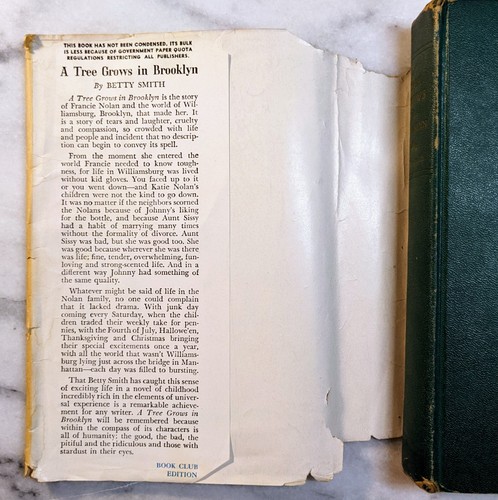 THIS BOOK HAS NOT BEEN CONDENSED, ITS BULK
IS LESS BECAUSE OF GOVERNMENT PAPER QUOTA
REGULATIONS RESTRICTING ALL PUBLISHERS.
A Tree Grows in Brooklyn
By BETTY SMITH
A Tree Grows in Brooklyn is the story
of Francie Nolan and the world of Wil-
liamsburg, Brooklyn, that made her. It
is a story of tears and laughter, cruelty
and compassion, so crowded with life
and people and incident that no descrip-
tion can begin to convey its spell.
From the moment she entered the
world Francie needed to know tough-
ness, for life in Williamsburg was lived
without kid gloves. You faced up to it
or you went down—and Katie Nolan's
children were not the kind to go down.
It was no matter if the neighbors scorned
the Nolans because of Johnny's liking
for the bottle, and because Aunt Sissy
had a habit of marrying many times
without the formality of divorce. Aunt
Sissy was bad, but she was good too. She
was good because wherever she was there
was life; fine, tender, overwhelming, fun-
loving and strong-scented life. And in a
different way Johnny had something of
the same quality.
Whatever might be said of life in the
Nolan family, no one could complain
that it lacked drama. With junk day
coming every Saturday, when the chil-
dren traded their weekly take for pen-
nies, with the Fourth of July, Hallowe'en,
Thanksgiving and Christmas bringing
their special excitements once a year,
with all the world that wasn't Williams-
burg lying just across the bridge in Man-
hattan—each day was filled to bursting.
That Betty Smith has caught this sense
of exciting life in a novel of childhood
incredibly rich in the elements of univer-
sal experience is a remarkable achieve-
ment for any writer. A Tree Grows in
Brooklyn will be remembered because
within the compass of its characters is
all of humanity: the good, the bad, the
pitiful and the ridiculous and those with
stardust in their eyes.
BOOK CLUB
EDITION